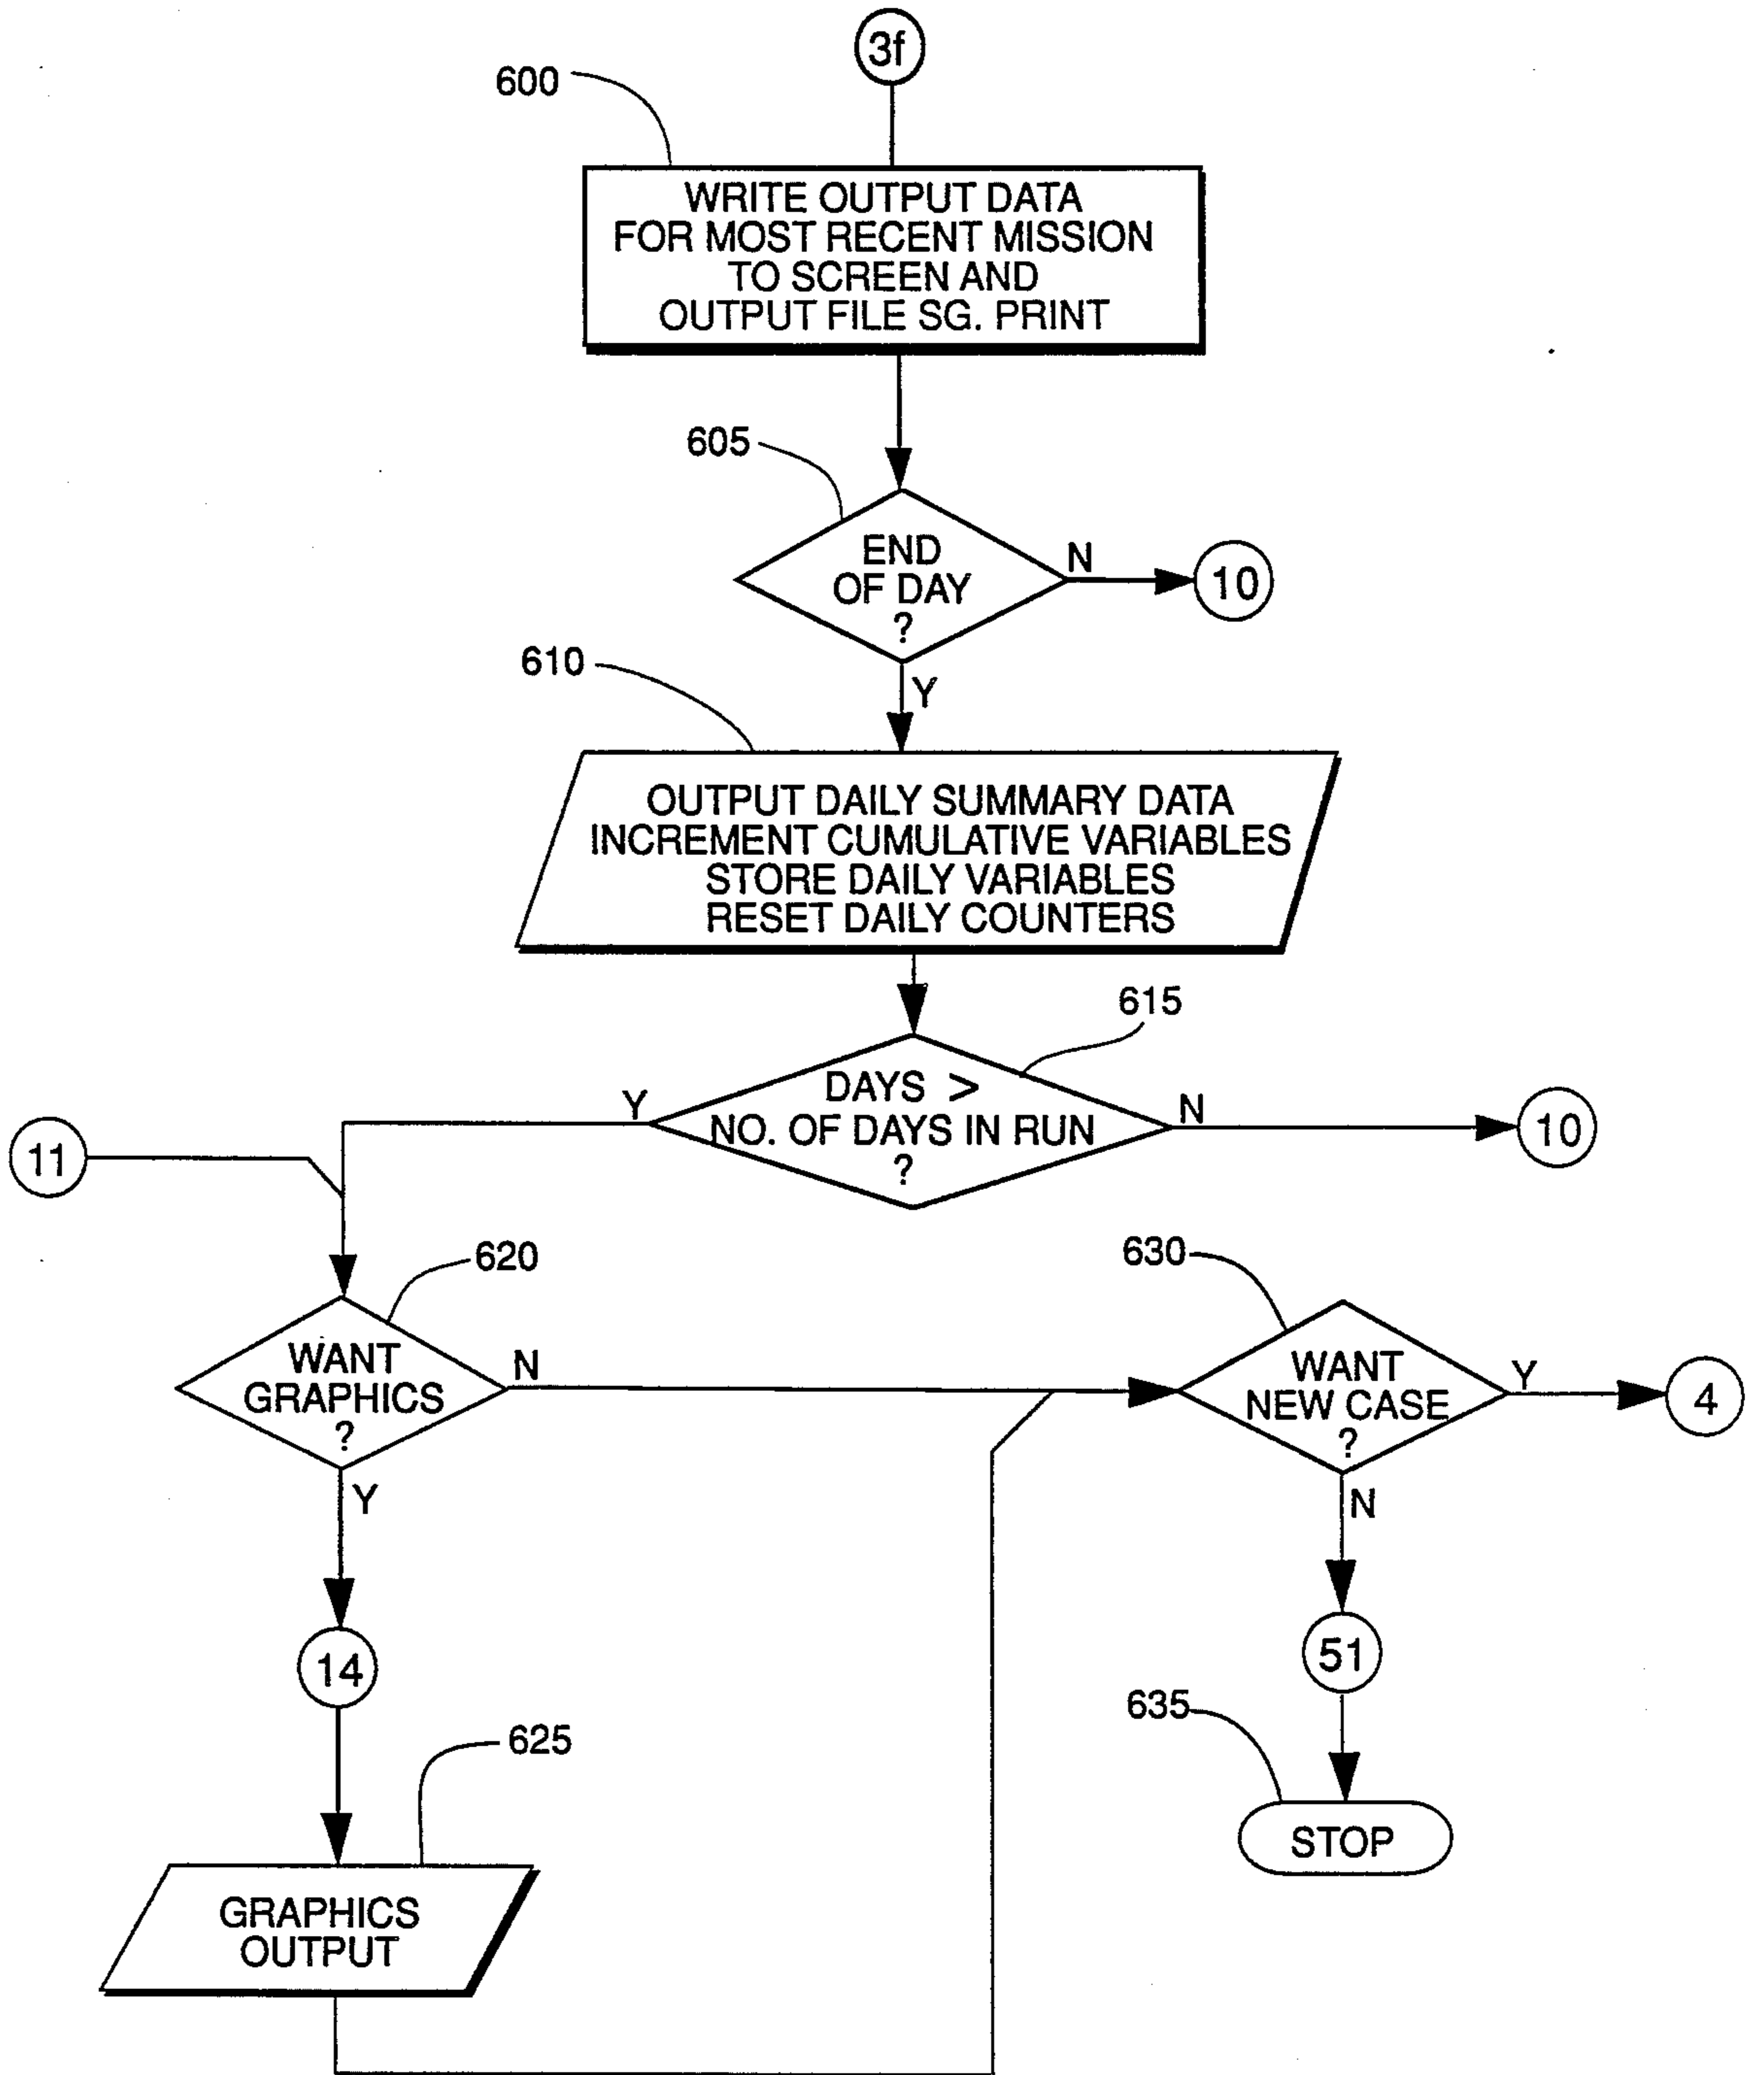 3f
600
WRITE OUTPUT DATA
FOR MOST RECENT MISSION
TO SCREEN AND
OUTPUT FILE SG. PRINT
605
END
OF DAY
?
N
10
Y
610
OUTPUT DAILY SUMMARY DATA
INCREMENT CUMULATIVE VARIABLES
STORE DAILY VARIABLES
RESET DAILY COUNTERS
615
DAYS >
NO. OF DAYS IN RUN
?
Y
N
10
11
620
WANT
GRAPHICS
?
N
Y
630
WANT
NEW CASE
?
Y
4
N
14
51
625
GRAPHICS
OUTPUT
635
STOP